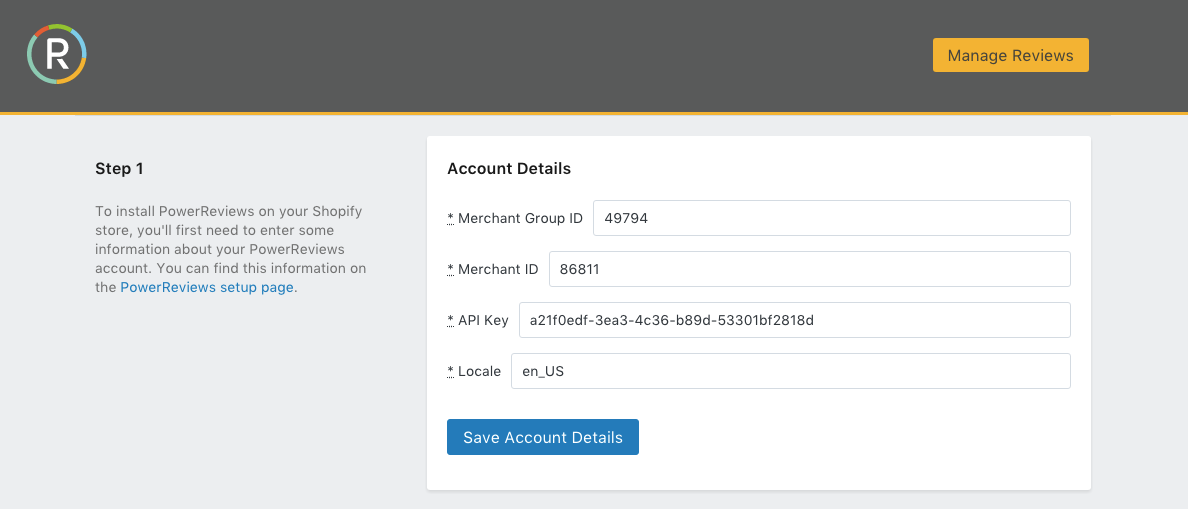 R
Manage Reviews
Step 1
To install PowerReviews on your Shopify
store, you'll first need to enter some
information about your PowerReviews
account. You can find this information on
the PowerReviews setup page.
Account Details
* Merchant Group ID 49794
* Merchant ID 86811
* API Key a21f0edf-3ea3-4c36-b89d-53301bf2818d
* Locale en_US
Save Account Details